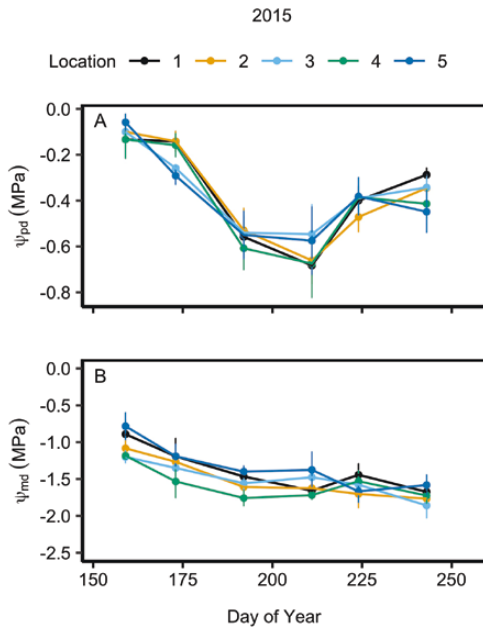 2015
Location 1 2 3 4 5
A
0.0
-0.2
-0.4
-0.6
-0.8
Ψpd (MPa)
B
0.0
-0.5
-1.0
-1.5
-2.0
-2.5
Ψmd (MPa)
150 175 200 225 250
Day of Year